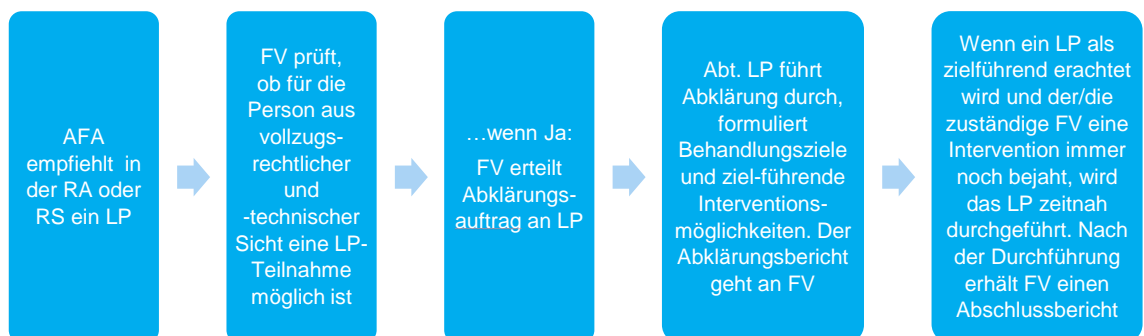 AFA
empfiehlt in
der RA oder
RS ein LP
FV prüft,
ob für die
Person aus
vollzugs-
rechtlicher
und
-technischer
Sicht eine LP-
Teilnahme
möglich ist
…wenn Ja:
FV erteilt
Abklärungs-
auftrag an LP
Abt. LP führt
Abklärung durch,
formuliert
Behandlungsziele
und ziel-führende
Interventions-
möglichkeiten. Der
Abklärungsbericht
geht an FV
Wenn ein LP als
zielführend erachtet
wird und der/die
zuständige FV eine
Intervention immer
noch bejaht, wird
das LP zeitnah
durchgeführt. Nach
der Durchführung
erhält FV einen
Abschlussbericht